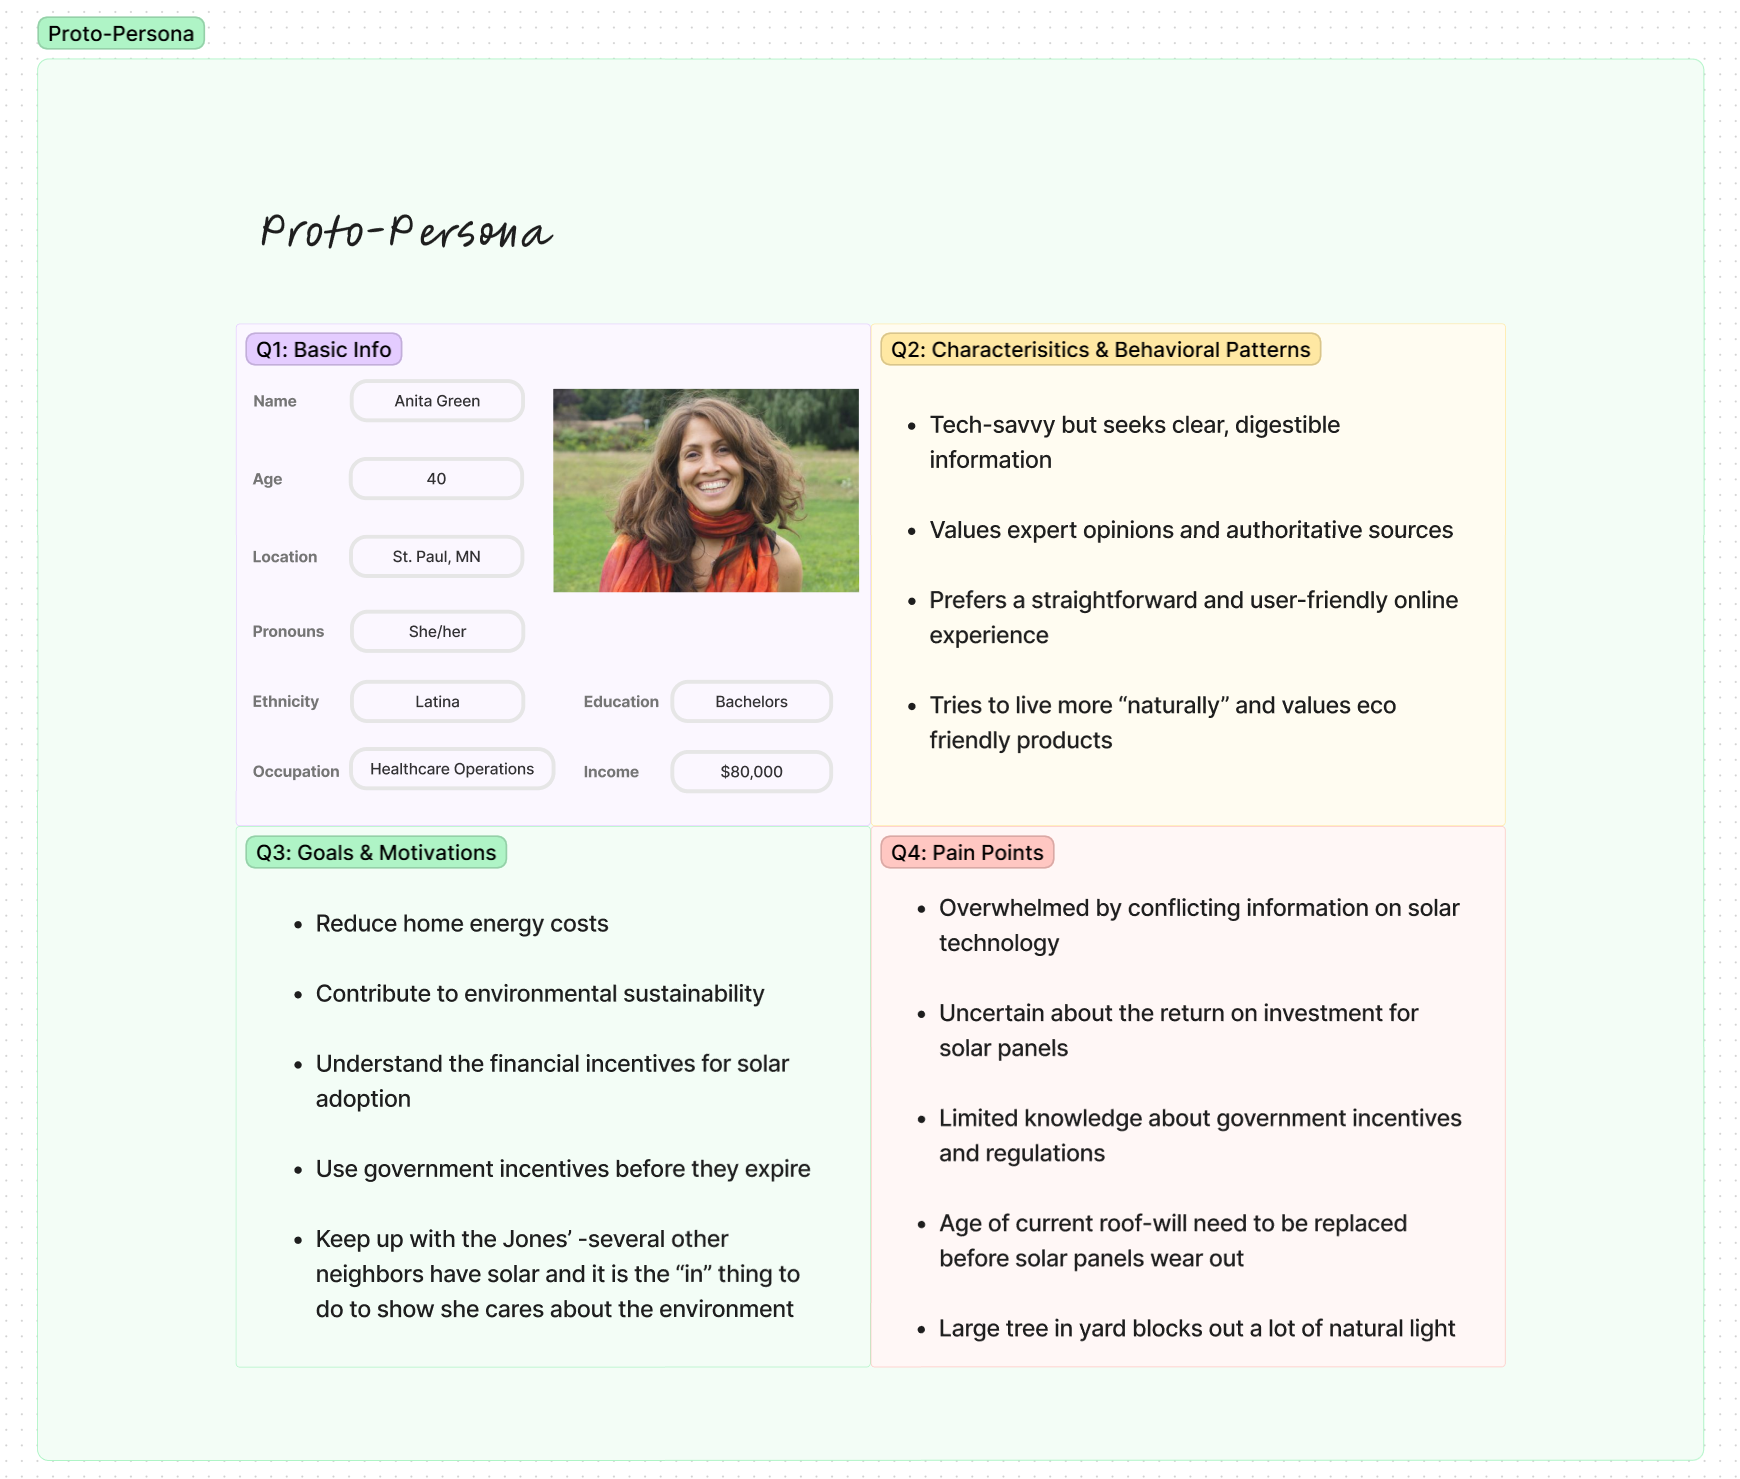 Proto-Persona
Proto-Persona
Q1: Basic Info
Name
Anita Green
Age
40
Location
St. Paul, MN
Pronouns
She/her
Ethnicity
Latina
Education
Bachelors
Occupation
Healthcare Operations
Income
$80,000
Q2: Characterisitics & Behavioral Patterns
• Tech-savvy but seeks clear, digestible
information
• Values expert opinions and authoritative sources
• Prefers a straightforward and user-friendly online
experience
• Tries to live more “naturally” and values eco
friendly products
Q3: Goals & Motivations
• Reduce home energy costs
• Contribute to environmental sustainability
• Understand the financial incentives for solar
adoption
• Use government incentives before they expire
• Keep up with the Jones’ -several other
neighbors have solar and it is the “in” thing to
do to show she cares about the environment
Q4: Pain Points
• Overwhelmed by conflicting information on solar
technology
• Uncertain about the return on investment for
solar panels
• Limited knowledge about government incentives
and regulations
• Age of current roof-will need to be replaced
before solar panels wear out
• Large tree in yard blocks out a lot of natural light